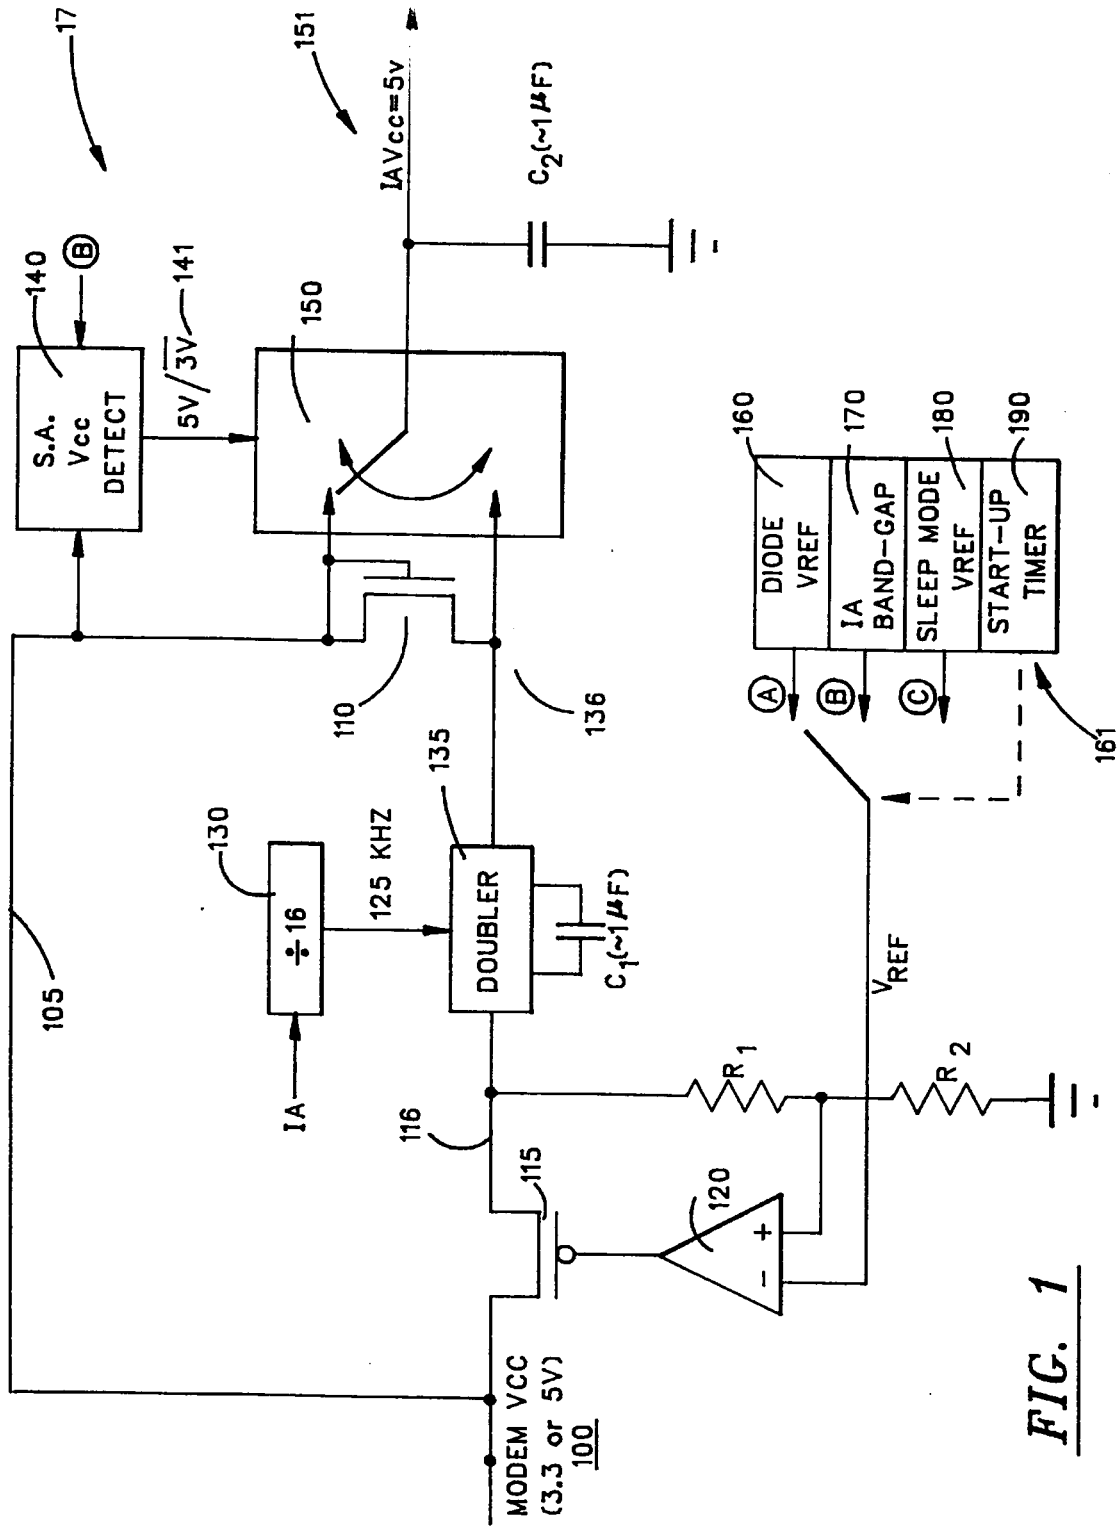 17
105
S.A.
Vcc
DETECT
140
B
5V/3̅V̅
141
150
151
IAVcc=5v
C2(~1µF)
110
136
130
÷16
IA
125 KHZ
135
DOUBLER
C1(~1µF)
116
115
120
+
-
R1
R2
VREF
MODEM VCC
(3.3 or 5V)
100
A
B
C
DIODE
VREF
160
IA
BAND-GAP
170
SLEEP MODE
VREF
180
START-UP
TIMER
190
161
FIG. 1